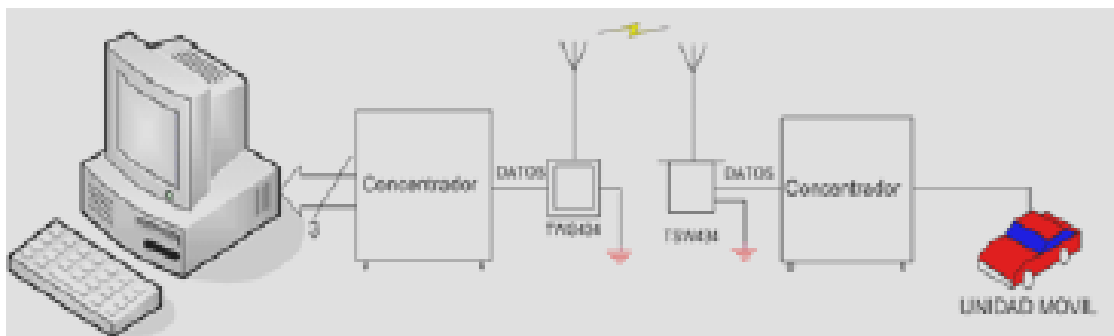 Concentrador
DATOS
3
DATOS
Concentrador
UNIDAD MOVIL